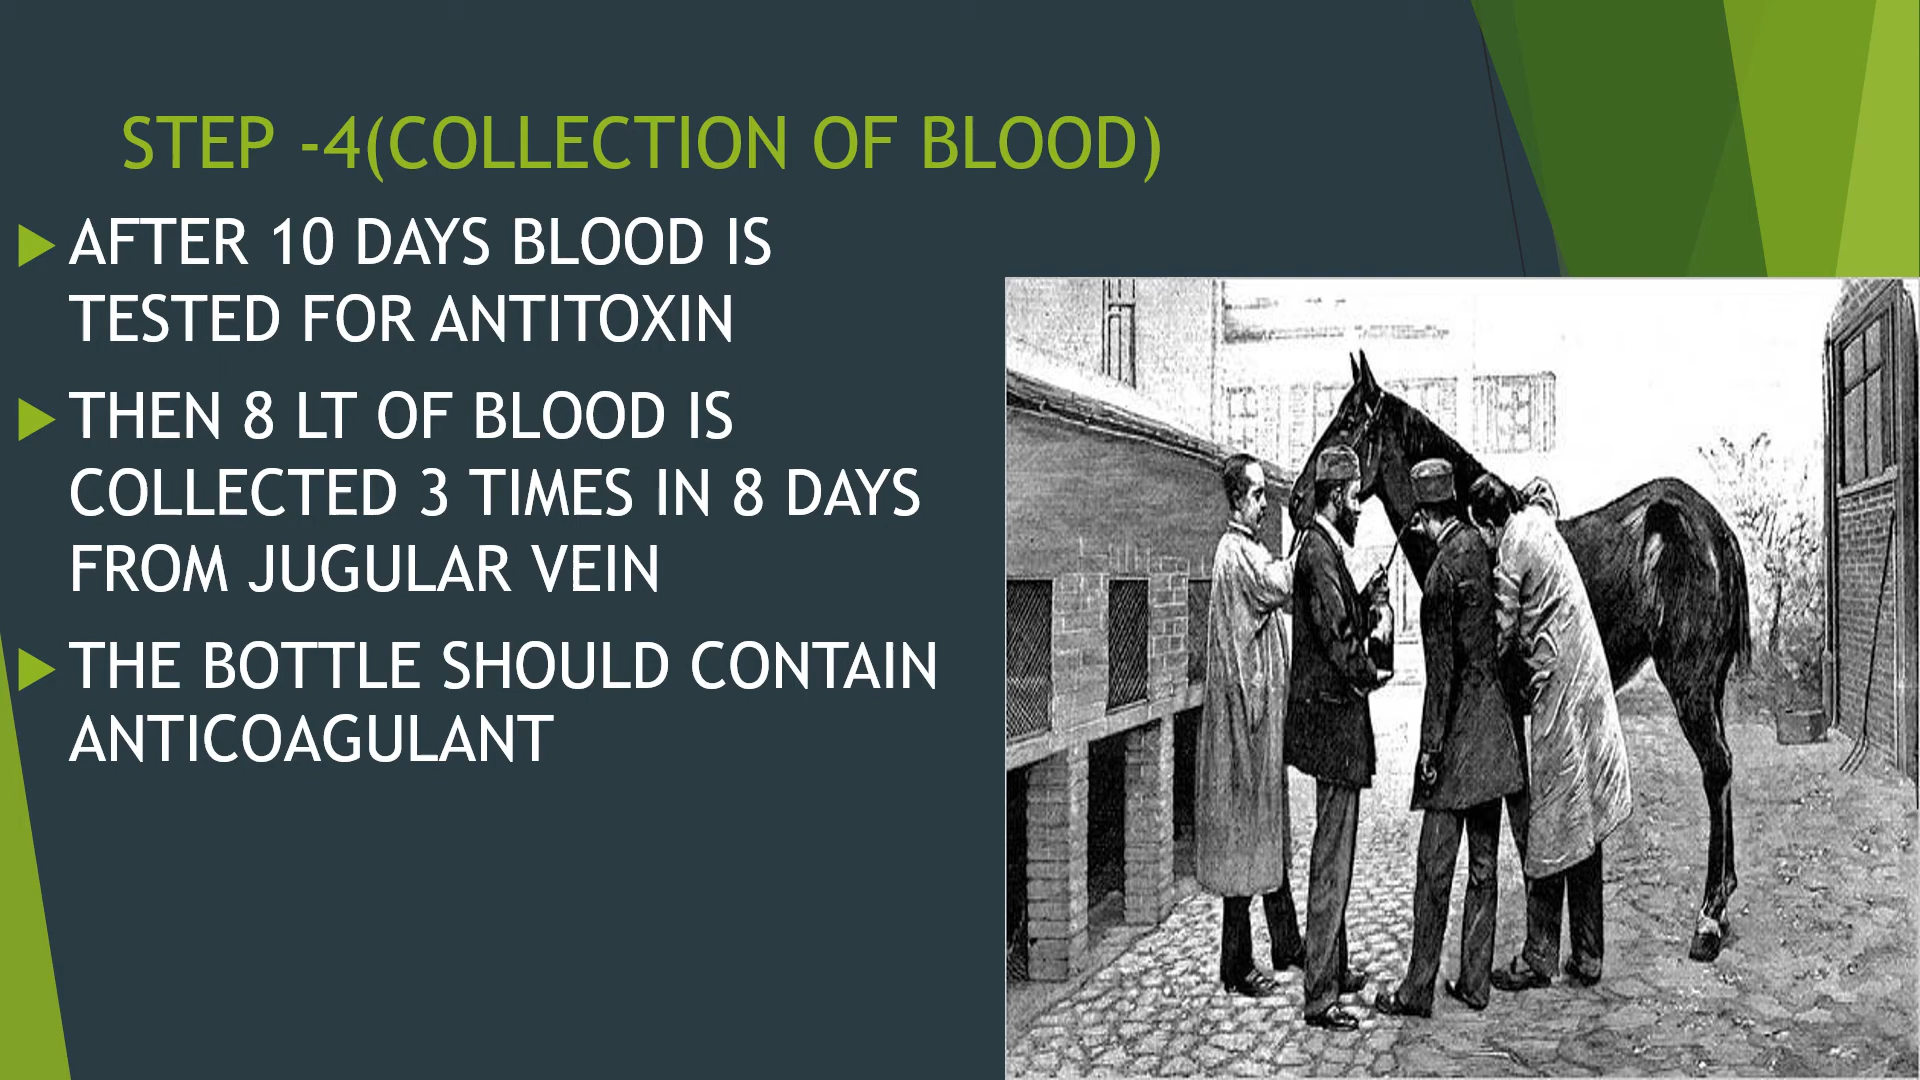 STEP -4(COLLECTION OF BLOOD)
AFTER 10 DAYS BLOOD IS
TESTED FOR ANTITOXIN
THEN 8 LT OF BLOOD IS
COLLECTED 3 TIMES IN 8 DAYS
FROM JUGULAR VEIN
THE BOTTLE SHOULD CONTAIN
ANTICOAGULANT